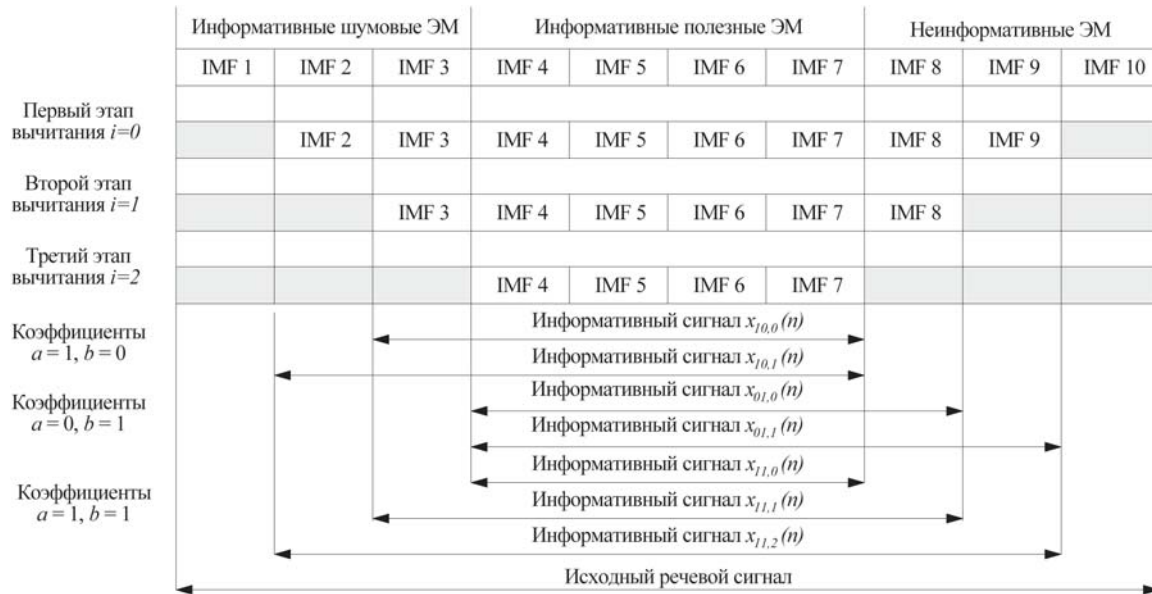 Информативные шумовые ЭМ Информативные полезные ЭМ Неинформативные ЭМ
IMF 1 IMF 2 IMF 3 IMF 4 IMF 5 IMF 6 IMF 7 IMF 8 IMF 9 IMF 10
Первый этап
вычитания i=0
IMF 2 IMF 3 IMF 4 IMF 5 IMF 6 IMF 7 IMF 8 IMF 9
Второй этап
вычитания i=1
IMF 3 IMF 4 IMF 5 IMF 6 IMF 7 IMF 8
Третий этап
вычитания i=2
IMF 4 IMF 5 IMF 6 IMF 7
Коэффициенты
a = 1, b = 0
Информативный сигнал x10,0 (n)
Информативный сигнал x10,1 (n)
Коэффициенты
a = 0, b = 1
Информативный сигнал x01,0 (n)
Информативный сигнал x01,1 (n)
Коэффициенты
a = 1, b = 1
Информативный сигнал x11,0 (n)
Информативный сигнал x11,1 (n)
Информативный сигнал x11,2 (n)
Исходный речевой сигнал